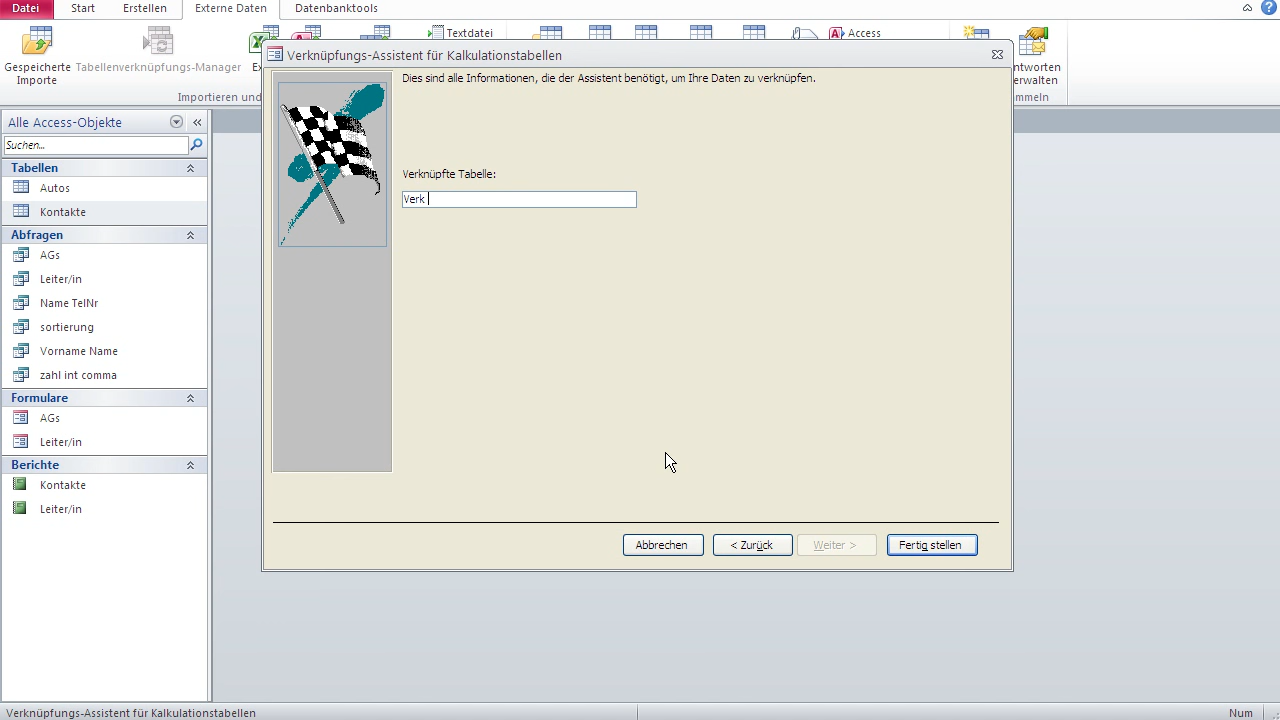 Datei
Start
Erstellen
Externe Daten
Datenbanktools
Gespeicherte
Importe
Tabellenverknüpfungs-Manager
Textdatei
Access
Importieren und
Alle Access-Objekte
Suchen...
Tabellen
Autos
Kontakte
Abfragen
AGs
Leiter/in
Name TelNr
sortierung
Vorname Name
zahl int comma
Formulare
AGs
Leiter/in
Berichte
Kontakte
Leiter/in
Verknüpfungs-Assistent für Kalkulationstabellen
Dies sind alle Informationen, die der Assistent benötigt, um Ihre Daten zu verknüpfen.
Verknüpfte Tabelle:
Verk
Abbrechen
< Zurück
Weiter >
Fertig stellen
Verknüpfungs-Assistent für Kalkulationstabellen
Num